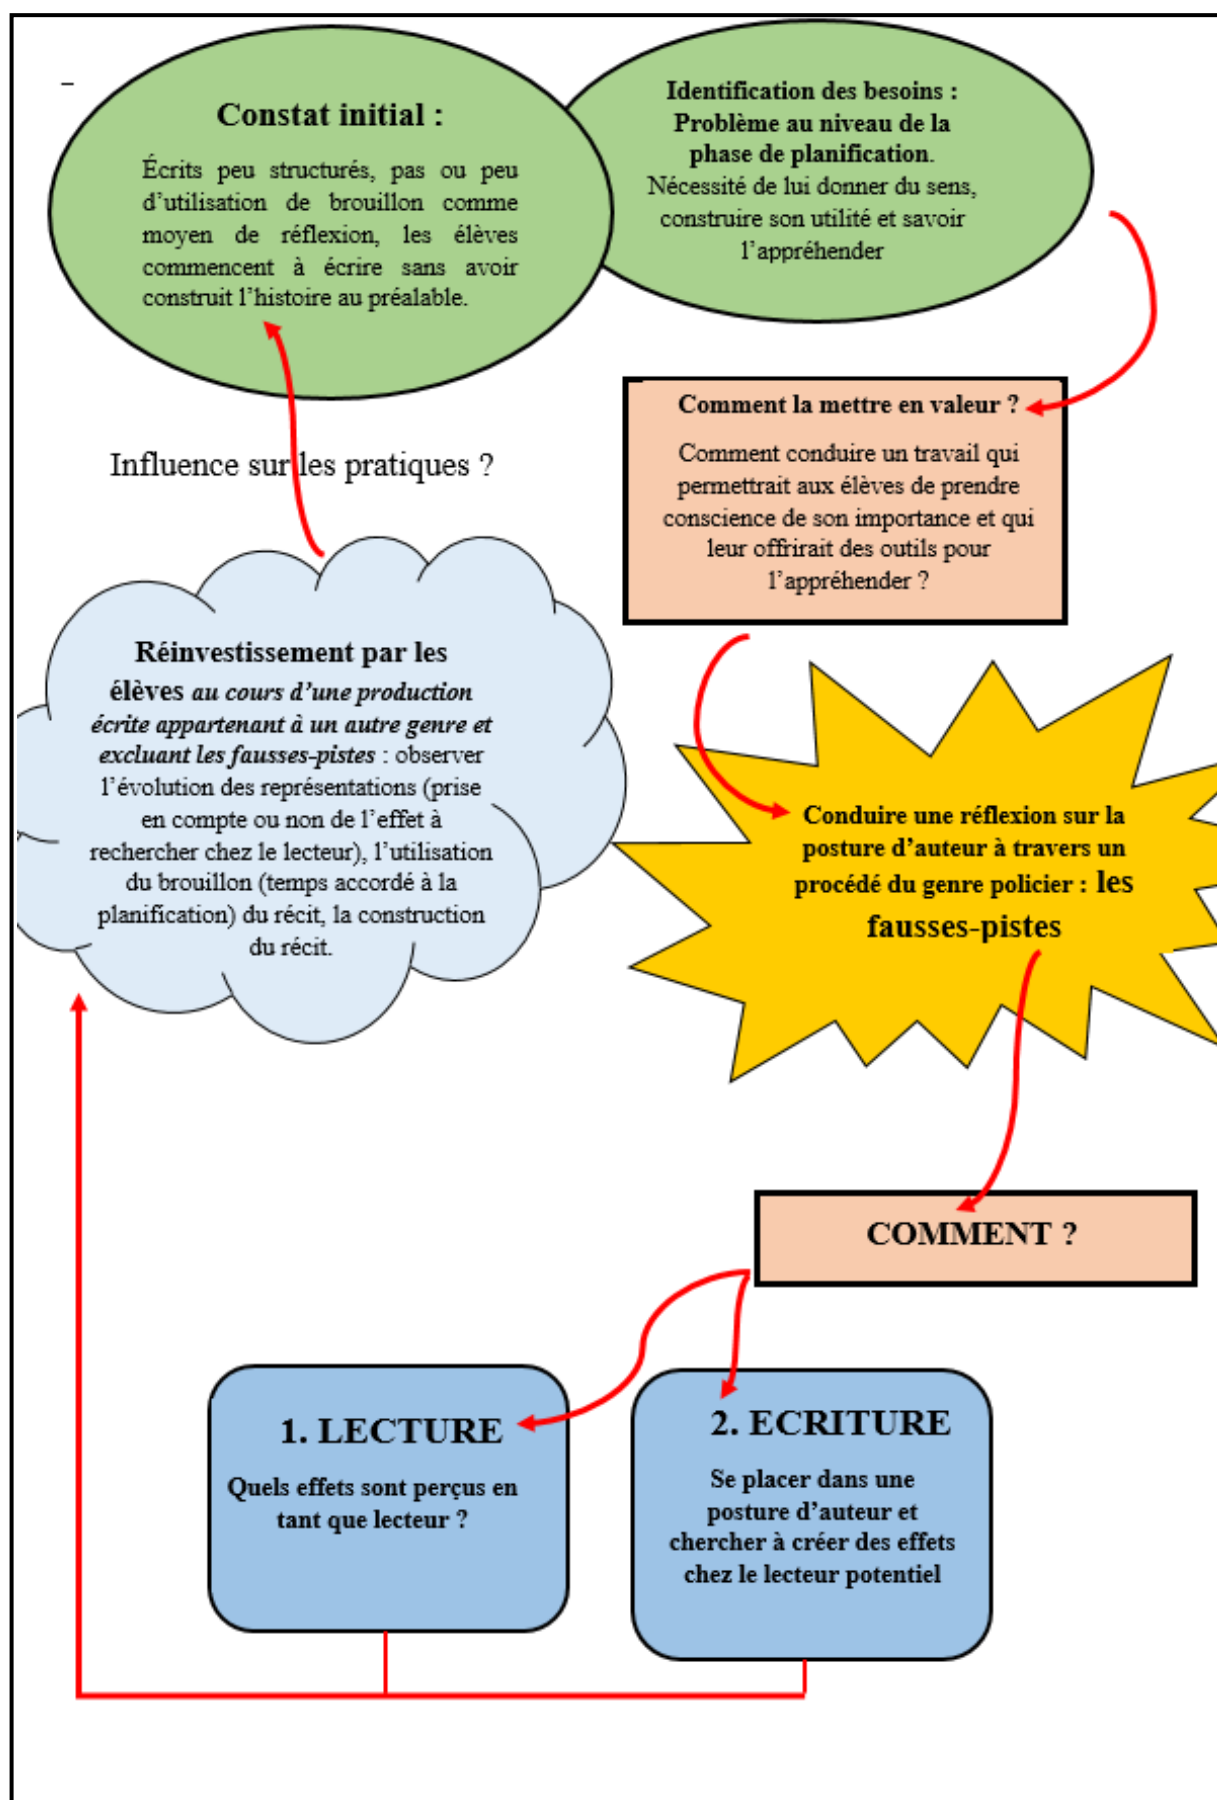 Constat initial :
Écrits peu structurés, pas ou peu
d’utilisation de brouillon comme
moyen de réflexion, les élèves
commencent à écrire sans avoir
construit l’histoire au préalable.
Identification des besoins :
Problème au niveau de la
phase de planification.
Nécessité de lui donner du sens,
construire son utilité et savoir
l’appréhender
Comment la mettre en valeur ?
Comment conduire un travail qui
permettrait aux élèves de prendre
conscience de son importance et qui
leur offrirait des outils pour
l’appréhender ?
Influence sur les pratiques ?
Réinvestissement par les
élèves au cours d’une production
écrite appartenant à un autre genre et
excluant les fausses-pistes : observer
l’évolution des représentations (prise
en compte ou non de l’effet à
rechercher chez le lecteur), l’utilisation
du brouillon (temps accordé à la
planification) du récit, la construction
du récit.
Conduire une réflexion sur la
posture d’auteur à travers un
procédé du genre policier : les
fausses-pistes
COMMENT ?
1. LECTURE
Quels effets sont perçus en
tant que lecteur ?
2. ECRITURE
Se placer dans une
posture d’auteur et
chercher à créer des effets
chez le lecteur potentiel